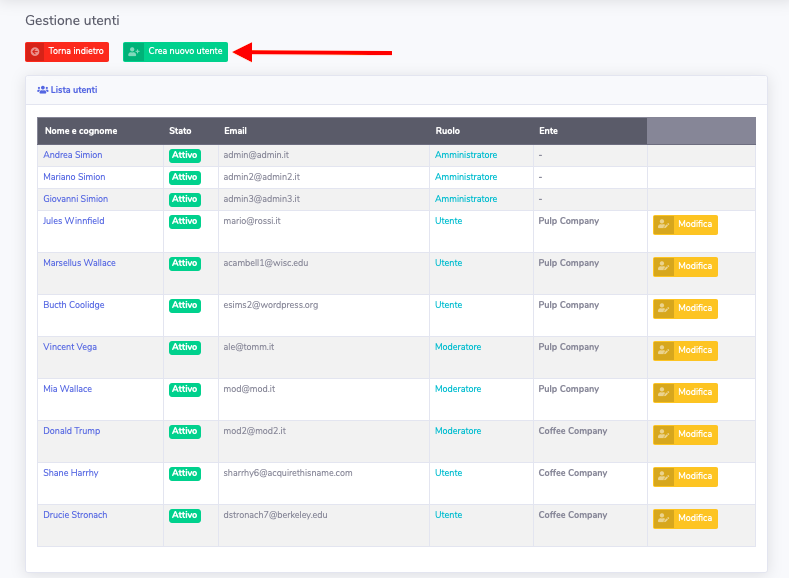 Gestione utenti
Torna indietro Crea nuovo utente
Lista utenti
Nome e cognome Stato Email Ruolo Ente
Andrea Simion Attivo admin@admin.it Amministratore -
Mariano Simion Attivo admin2@admin2.it Amministratore -
Giovanni Simion Attivo admin3@admin3.it Amministratore -
Jules Winnfield Attivo mario@rossi.it Utente Pulp Company Modifica
Marsellus Wallace Attivo acambell1@wisc.edu Utente Pulp Company Modifica
Bucth Coolidge Attivo esims2@wordpress.org Utente Pulp Company Modifica
Vincent Vega Attivo ale@tomm.it Moderatore Pulp Company Modifica
Mia Wallace Attivo mod@mod.it Moderatore Pulp Company Modifica
Donald Trump Attivo mod2@mod2.it Moderatore Coffee Company Modifica
Shane Harrhy Attivo sharrhy6@acquirethisname.com Utente Coffee Company Modifica
Drucie Stronach Attivo dstronach7@berkeley.edu Utente Coffee Company Modifica